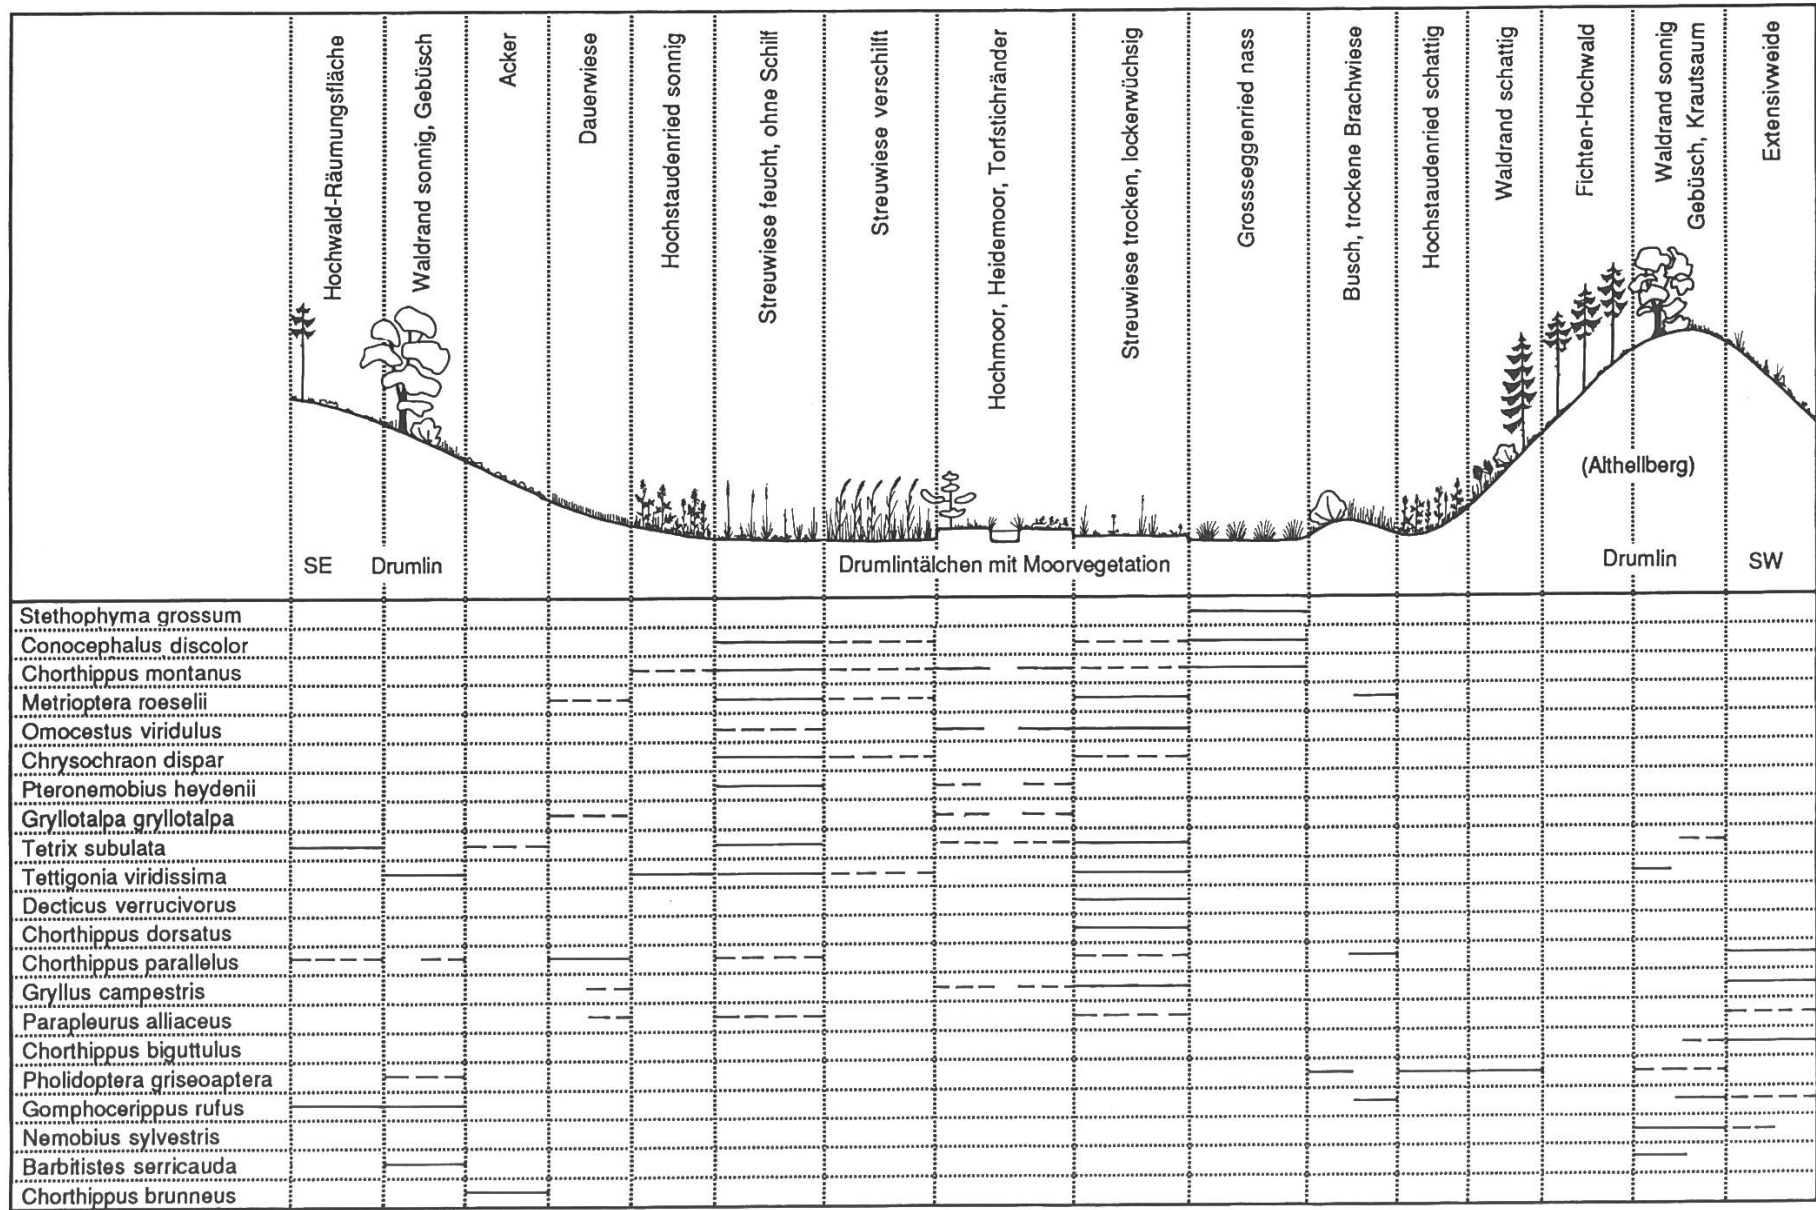 Hochwald-Räumungsfläche
Waldrand sonnig, Gebüsch
Acker
Dauerwiese
Hochstaudenried sonnig
Streuwiese feucht, ohne Schilf
Streuwiese verschilft
Hochmoor, Heidemoor, Torfstichränder
Streuwiese trocken, lockerwüchsig
Grosseggenried nass
Busch, trockene Brachwiese
Hochstaudenried schattig
Waldrand schattig
Fichten-Hochwald
Waldrand sonnig
Gebüsch, Krautsaum
Extensivweide
(Althellberg)
SE Drumlin Drumlintälchen mit Moorvegetation Drumlin SW
Stethophyma grossum
Conocephalus discolor
Chorthippus montanus
Metrioptera roeselii
Omocestus viridulus
Chrysochraon dispar
Pteronemobius heydenii
Gryllotalpa gryllotalpa
Tetrix subulata
Tettigonia viridissima
Decticus verrucivorus
Chorthippus dorsatus
Chorthippus parallelus
Gryllus campestris
Parapleurus alliaceus
Chorthippus biguttulus
Pholidoptera griseoaptera
Gomphocerippus rufus
Nemobius sylvestris
Barbitistes serricauda
Chorthippus brunneus